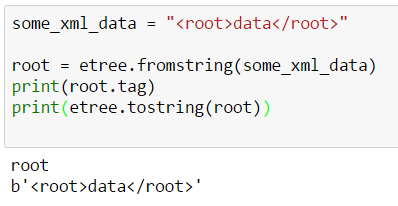 some_xml_data = "<root>data</root>"
root = etree.fromstring(some_xml_data)
print(root.tag)
print(etree.tostring(root))
root
b'<root>data</root>'